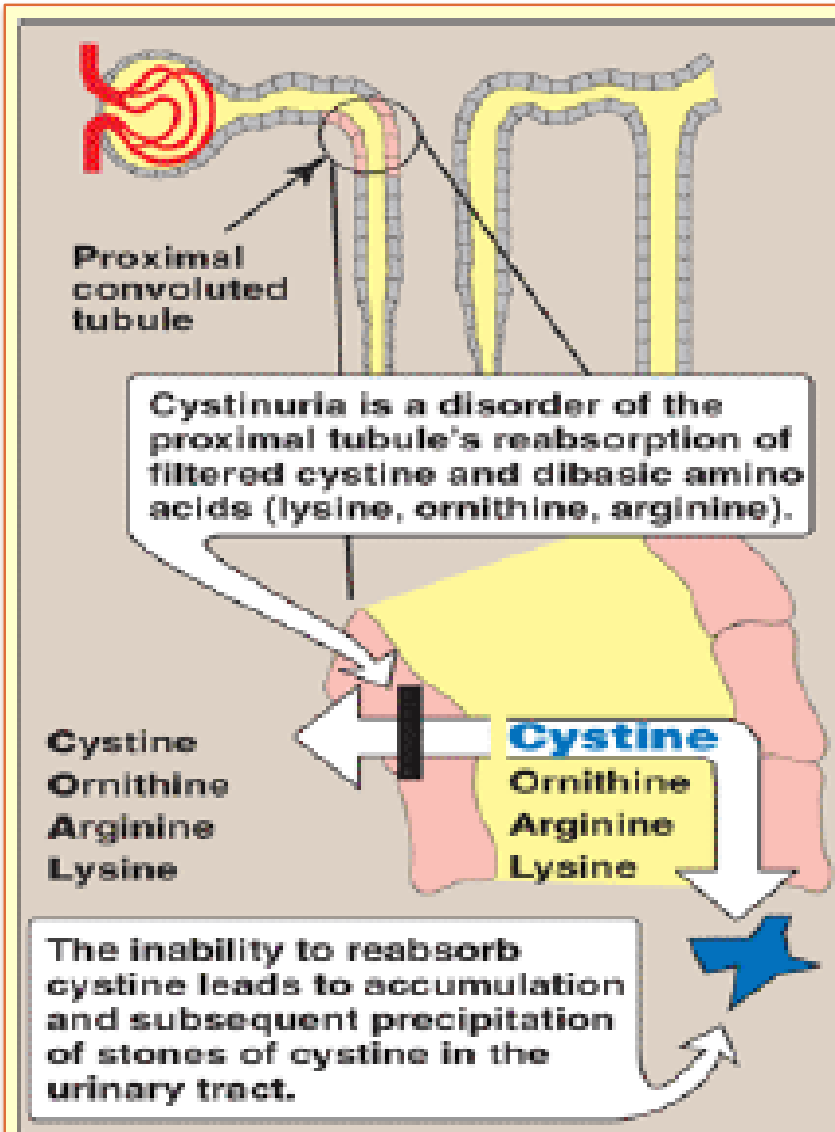 Proximal
convoluted
tubule
Cystinuria is a disorder of the
proximal tubule's reabsorption of
filtered cystine and dibasic amino
acids (lysine, ornithine, arginine).
Cystine
Ornithine
Arginine
Lysine
Cystine
Ornithine
Arginine
Lysine
The inability to reabsorb
cystine leads to accumulation
and subsequent precipitation
of stones of cystine in the
urinary tract.